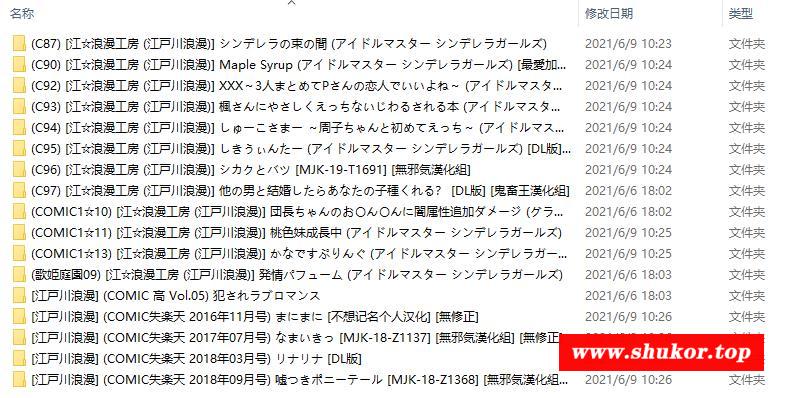 名称 修改日期 类型
(C87) [江☆浪漫工房 (江戸川浪漫)] シンデレラの束の間 (アイドルマスター シンデレラガールズ) 2021/6/9 10:23 文件夹
(C90) [江☆浪漫工房 (江戸川浪漫)] Maple Syrup (アイドルマスター シンデレラガールズ) [最愛加... 2021/6/9 10:24 文件夹
(C92) [江☆浪漫工房 (江戸川浪漫)] XXX～3人まとめてPさんの恋人でいいよね～ (アイドルマスタ... 2021/6/9 10:24 文件夹
(C93) [江☆浪漫工房 (江戸川浪漫)] 楓さんにやさしくえっちないじわるされる本 (アイドルマスタ... 2021/6/9 10:24 文件夹
(C94) [江☆浪漫工房 (江戸川浪漫)] しゅーこさまー ～周子ちゃんと初めてえっち～ (アイドルマス... 2021/6/9 10:24 文件夹
(C95) [江☆浪漫工房 (江戸川浪漫)] しきうぃんたー (アイドルマスター シンデレラガールズ) [DL版]... 2021/6/9 10:24 文件夹
(C96) [江☆浪漫工房 (江戸川浪漫)] シカクとバツ [MJK-19-T1691] [無邪気漢化組] 2021/6/9 10:24 文件夹
(C97) [江☆浪漫工房 (江戸川浪漫)] 他の男と結婚したらあなたの子種くれる？ [DL版] [鬼畜王漢化組] 2021/6/6 18:02 文件夹
(COMIC1☆10) [江☆浪漫工房 (江戸川浪漫)] 団長ちゃんのお○ん○んに闇属性追加ダメージ (グラ... 2021/6/6 18:02 文件夹
(COMIC1☆11) [江☆浪漫工房 (江戸川浪漫)] 桃色妹成長中 (アイドルマスター シンデレラガールズ) 2021/6/9 10:25 文件夹
(COMIC1☆13) [江☆浪漫工房 (江戸川浪漫)] かなですぷりんぐ (アイドルマスター シンデレラガー... 2021/6/9 10:25 文件夹
(歌姫庭園09) [江☆浪漫工房 (江戸川浪漫)] 発情パフューム (アイドルマスター シンデレラガールズ) 2021/6/6 18:03 文件夹
[江戸川浪漫] (COMIC 高 Vol.05) 犯されラブロマンス 2021/6/6 18:03 文件夹
[江戸川浪漫] (COMIC失楽天 2016年11月号) まにまに [不想记名个人汉化] [無修正] 2021/6/9 10:26 文件夹
[江戸川浪漫] (COMIC失楽天 2017年07月号) なまいきっ [MJK-18-Z1137] [無邪気漢化組] [無修正]
[江戸川浪漫] (COMIC失楽天 2018年03月号) リナリナ [DL版]
www.shukor.top
[江戸川浪漫] (COMIC失楽天 2018年09月号) 嘘つきポニーテール [MJK-18-Z1368] [無邪気漢化組... 2021/6/9 10:26 文件夹